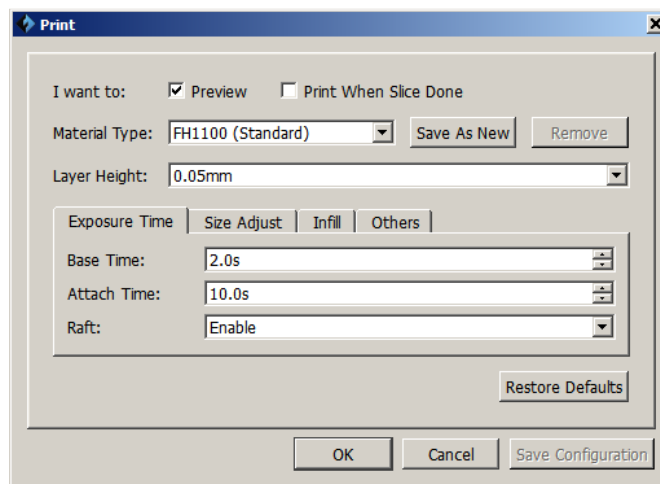 Print
I want to: Preview Print When Slice Done
Material Type: FH1100 (Standard) Save As New Remove
Layer Height: 0.05mm
Exposure Time Size Adjust Infill Others
Base Time: 2.0s
Attach Time: 10.0s
Raft: Enable
Restore Defaults
OK Cancel Save Configuration